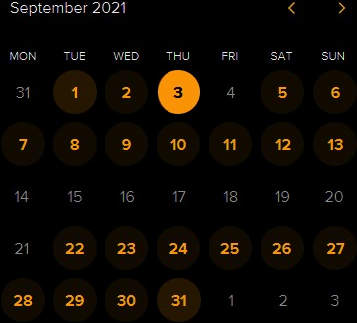 September 2021
MON TUE WED THU FRI SAT SUN
31 1 2 3 4 5 6
7 8 9 10 11 12 13
14 15 16 17 18 19 20
21 22 23 24 25 26 27
28 29 30 31 1 2 3